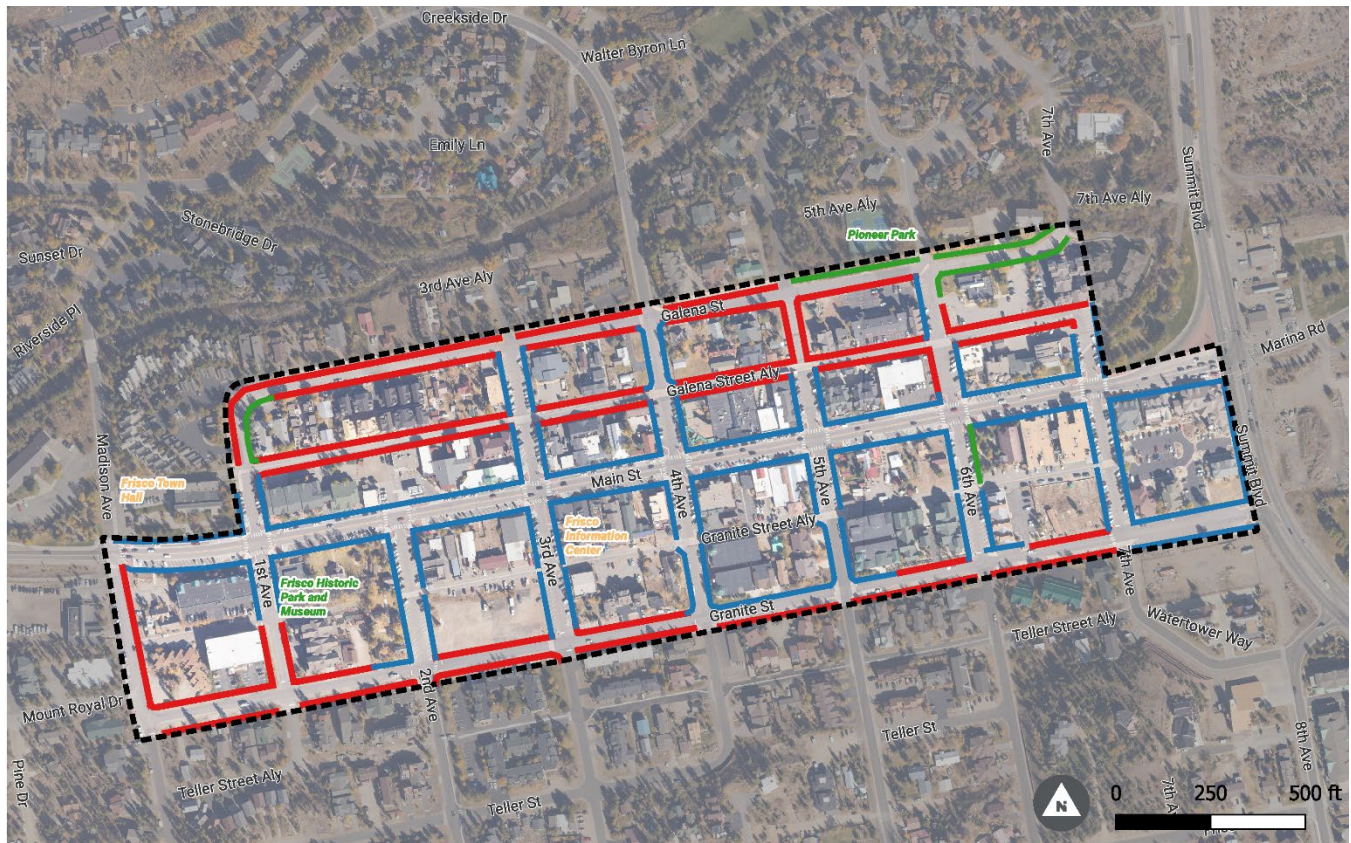 Creekside Dr
Walter Byron Ln
Emily Ln
7th Ave
Summit Blvd
Stonebridge Dr
Sunset Dr
5th Ave Aly
7th Ave Aly
Pioneer Park
3rd Ave Aly
Riverside Pl
Galena St
Marina Rd
Galena Street Aly
Madison Ave
Summit Blvd
Frisco Town
Hall
Main St
4th Ave
5th Ave
6th Ave
Frisco
Information
Center
Granite Street Aly
3rd Ave
1st Ave
7th Ave
Frisco Historic
Park and
Museum
Granite St
Teller Street Aly
Watertower Way
2nd Ave
Mount Royal Dr
Teller St
8th Ave
Pine Dr
Teller Street Aly
Teller St
N
0 250 500 ft